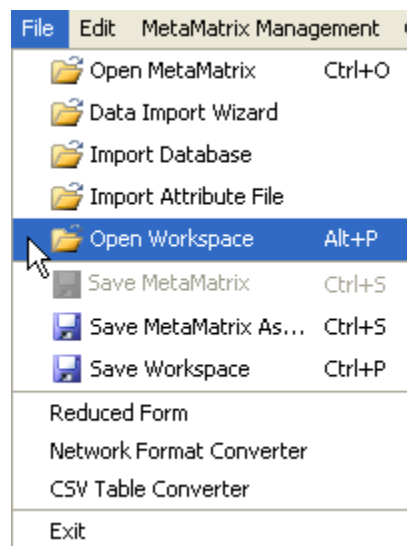 File Edit MetaMatrix Management
Open MetaMatrix Ctrl+O
Data Import Wizard
Import Database
Import Attribute File
Open Workspace Alt+P
Save MetaMatrix Ctrl+S
Save MetaMatrix As... Ctrl+S
Save Workspace Ctrl+P
Reduced Form
Network Format Converter
CSV Table Converter
Exit